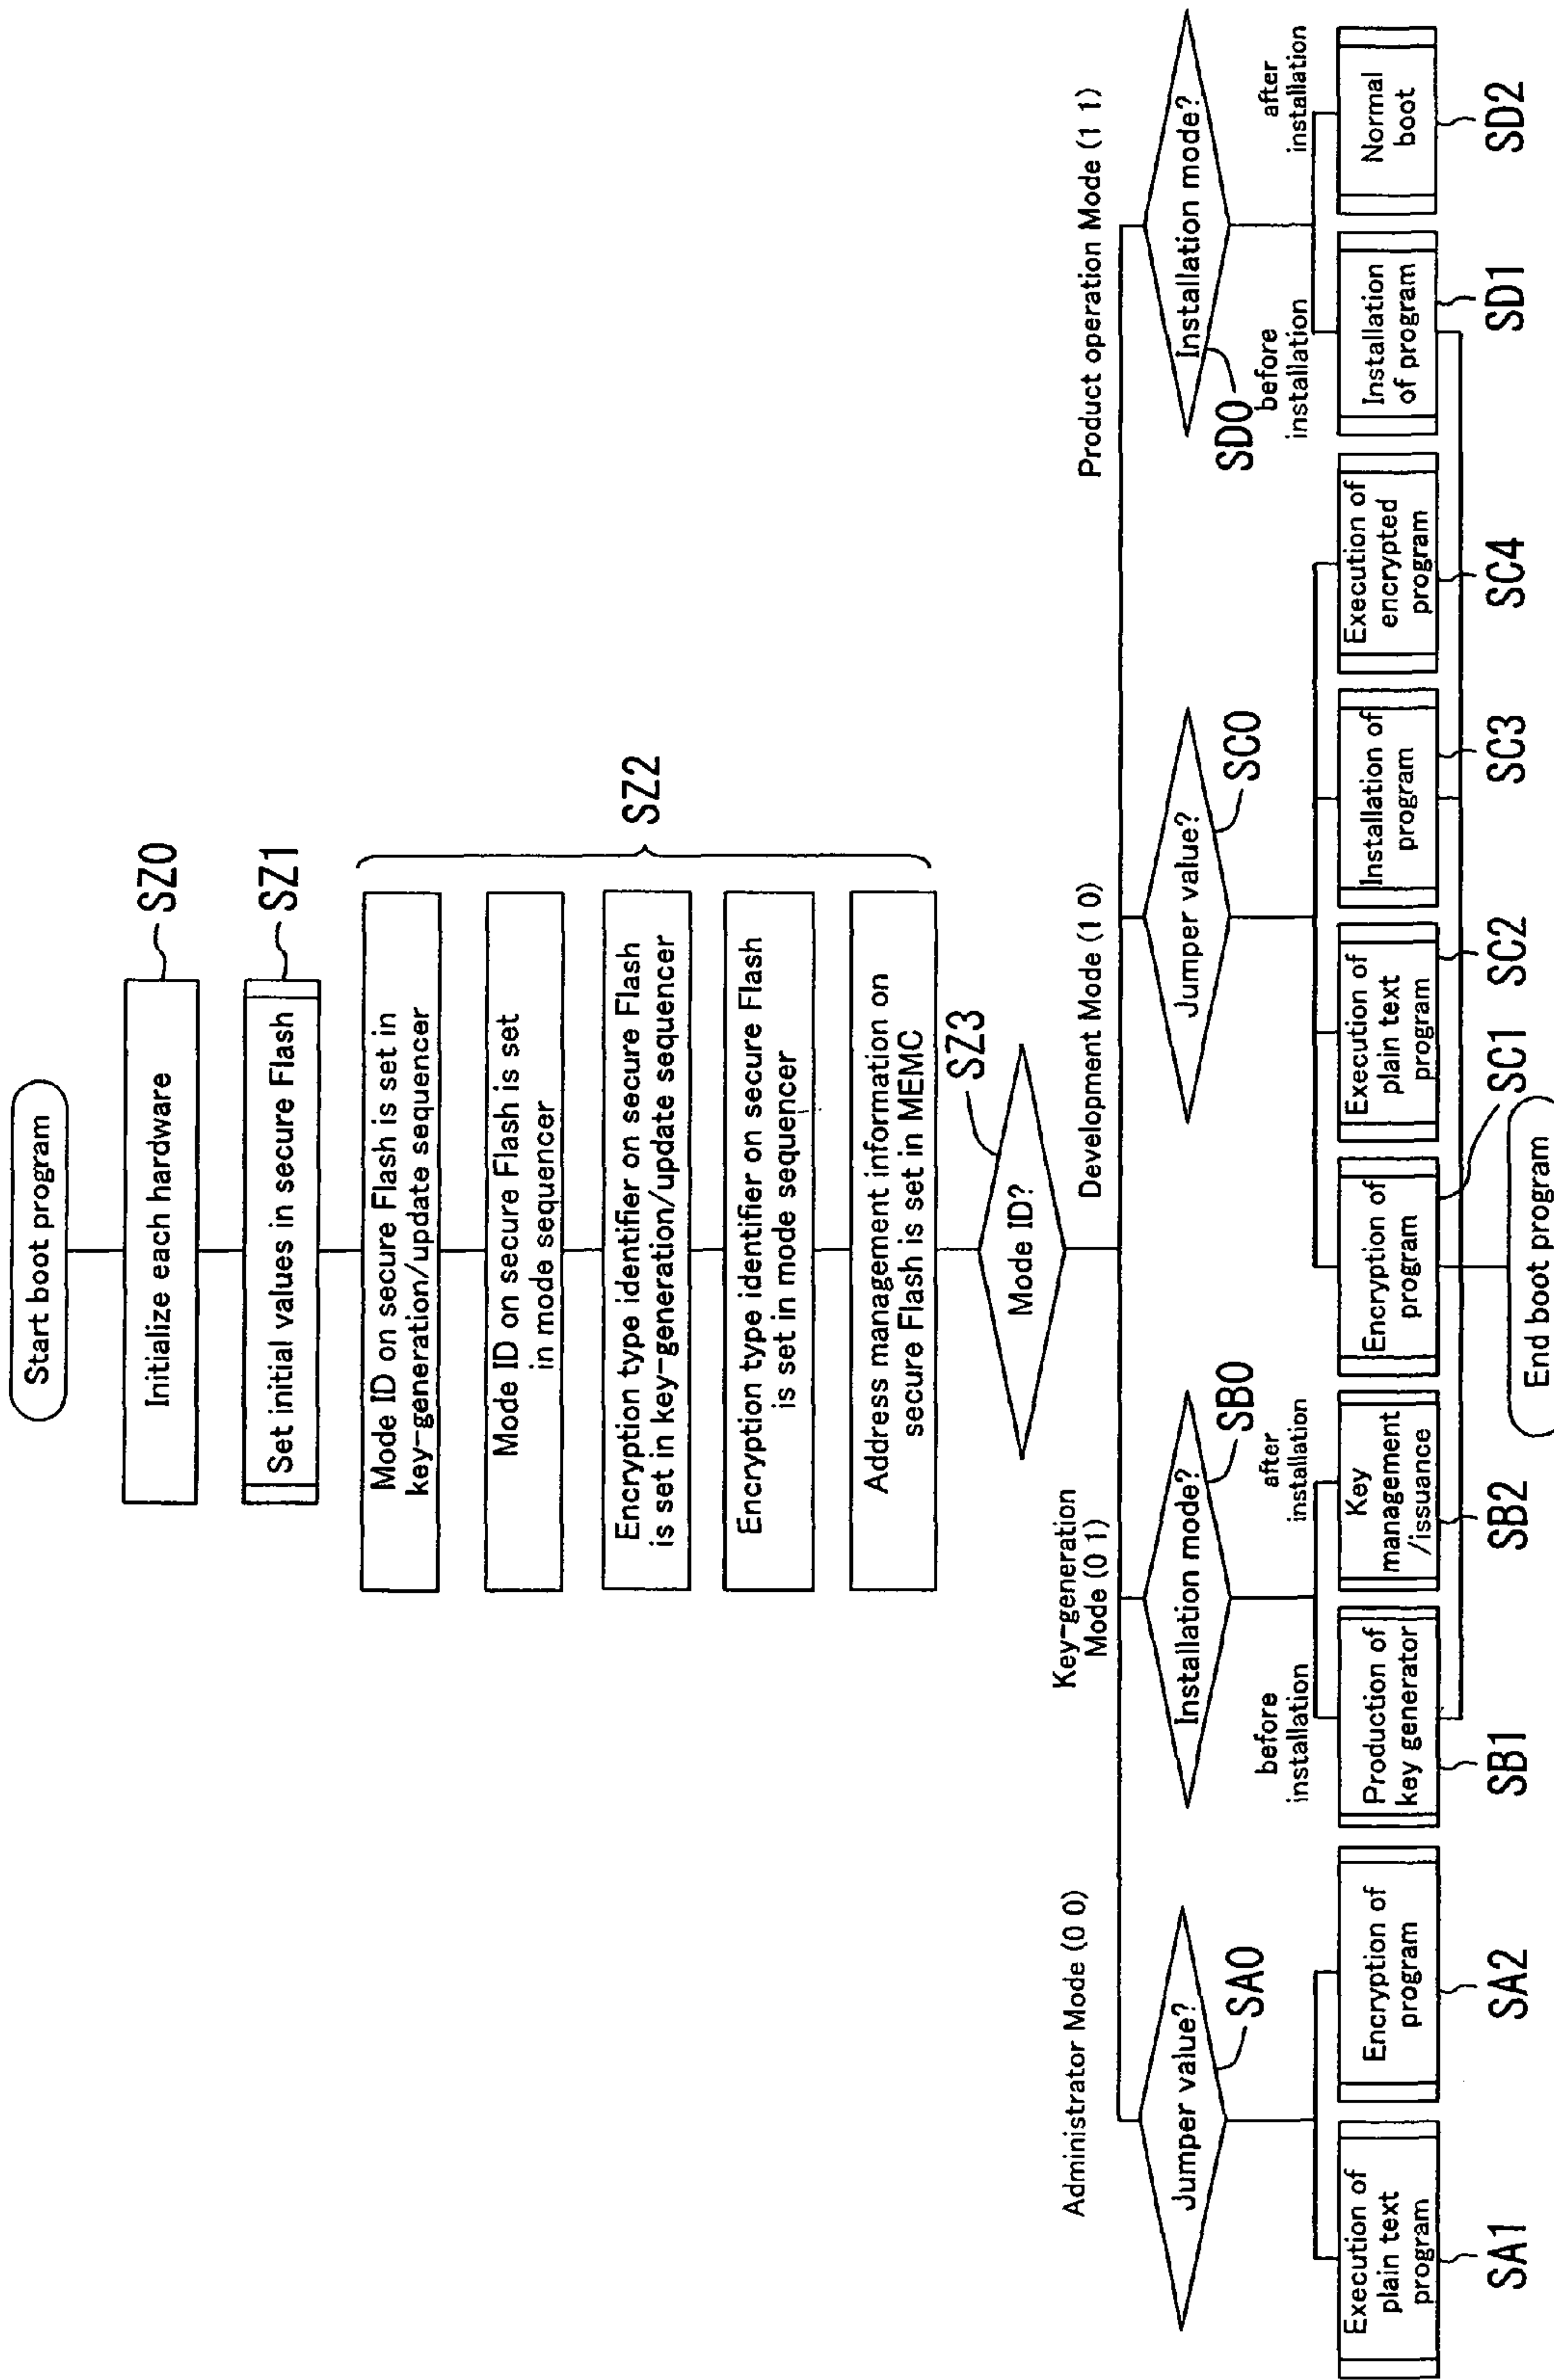 Start boot program
Initialize each hardware
SZ0
Set initial values in secure Flash
SZ1
Mode ID on secure Flash is set in
key-generation/update sequencer
Mode ID on secure Flash is set
in mode sequencer
Encryption type identifier on secure Flash
is set in key-generation/update sequencer
Encryption type identifier on secure Flash
is set in mode sequencer
Address management information on
secure Flash is set in MEMC
SZ2
Mode ID?
SZ3
Administrator Mode (0 0)
Key-generation
Mode (0 1)
Development Mode (1 0)
Product operation Mode (1 1)
Jumper value?
SA0
Installation mode?
SB0
Jumper value?
SC0
Installation mode?
SD0
before
installation
after
installation
before
installation
after
installation
Execution of
plain text
program
Encryption of
program
Production of
key generator
Key
management
/issuance
Encryption of
program
Execution of
plain text
program
Installation of
program
Execution of
encrypted
program
Installation
of program
Normal
boot
SA1
SA2
SB1
SB2
SC1
SC2
SC3
SC4
SD1
SD2
End boot program